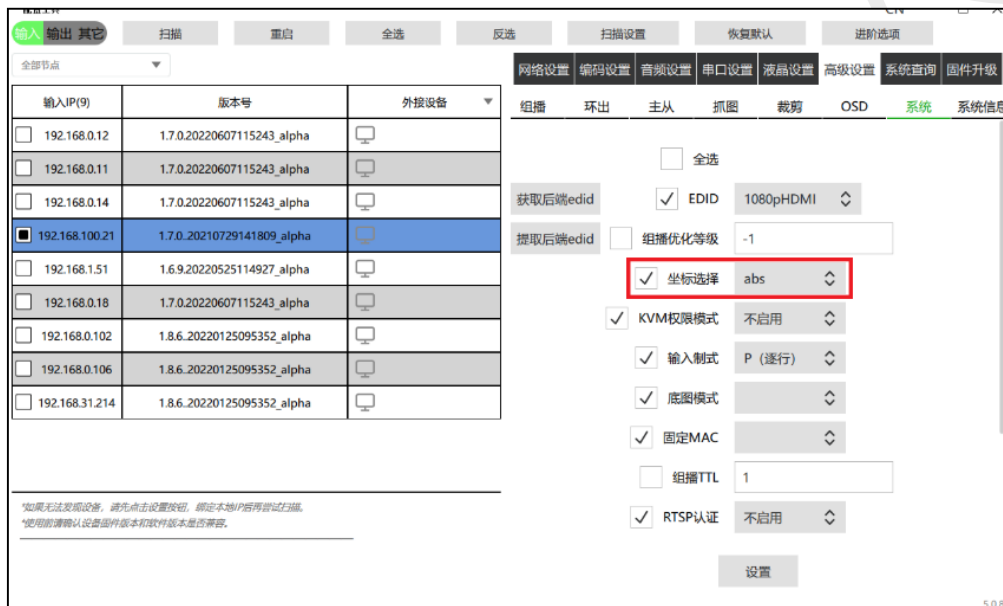 配置工具
CN
输入 输出 其它 扫描 重启 全选 反选 扫描设置 恢复默认 进阶选项
全部节点
网络设置 编码设置 音频设置 串口设置 液晶设置 高级设置 系统查询 固件升级
输入IP(9) 版本号 外接设备
组播 环出 主从 抓图 裁剪 OSD 系统 系统信息
192.168.0.12 1.7.0.20220607115243_alpha
192.168.0.11 1.7.0.20220607115243_alpha
192.168.0.14 1.7.0.20220607115243_alpha
192.168.100.21 1.7.0..20210729141809_alpha
192.168.1.51 1.6.9.20220525114927_alpha
192.168.0.18 1.7.0.20220607115243_alpha
192.168.0.102 1.8.6..20220125095352_alpha
192.168.0.106 1.8.6..20220125095352_alpha
192.168.31.214 1.8.6..20220125095352_alpha
全选
获取后端edid EDID 1080pHDMI
提取后端edid 组播优化等级 -1
坐标选择 abs
KVM权限模式 不启用
输入制式 P（逐行）
底图模式
固定MAC
组播TTL 1
RTSP认证 不启用
设置
*如果无法发现设备，请先点击设置按钮，绑定本地IP后再尝试扫描。
*使用前请确认设备固件版本和软件版本是否兼容。